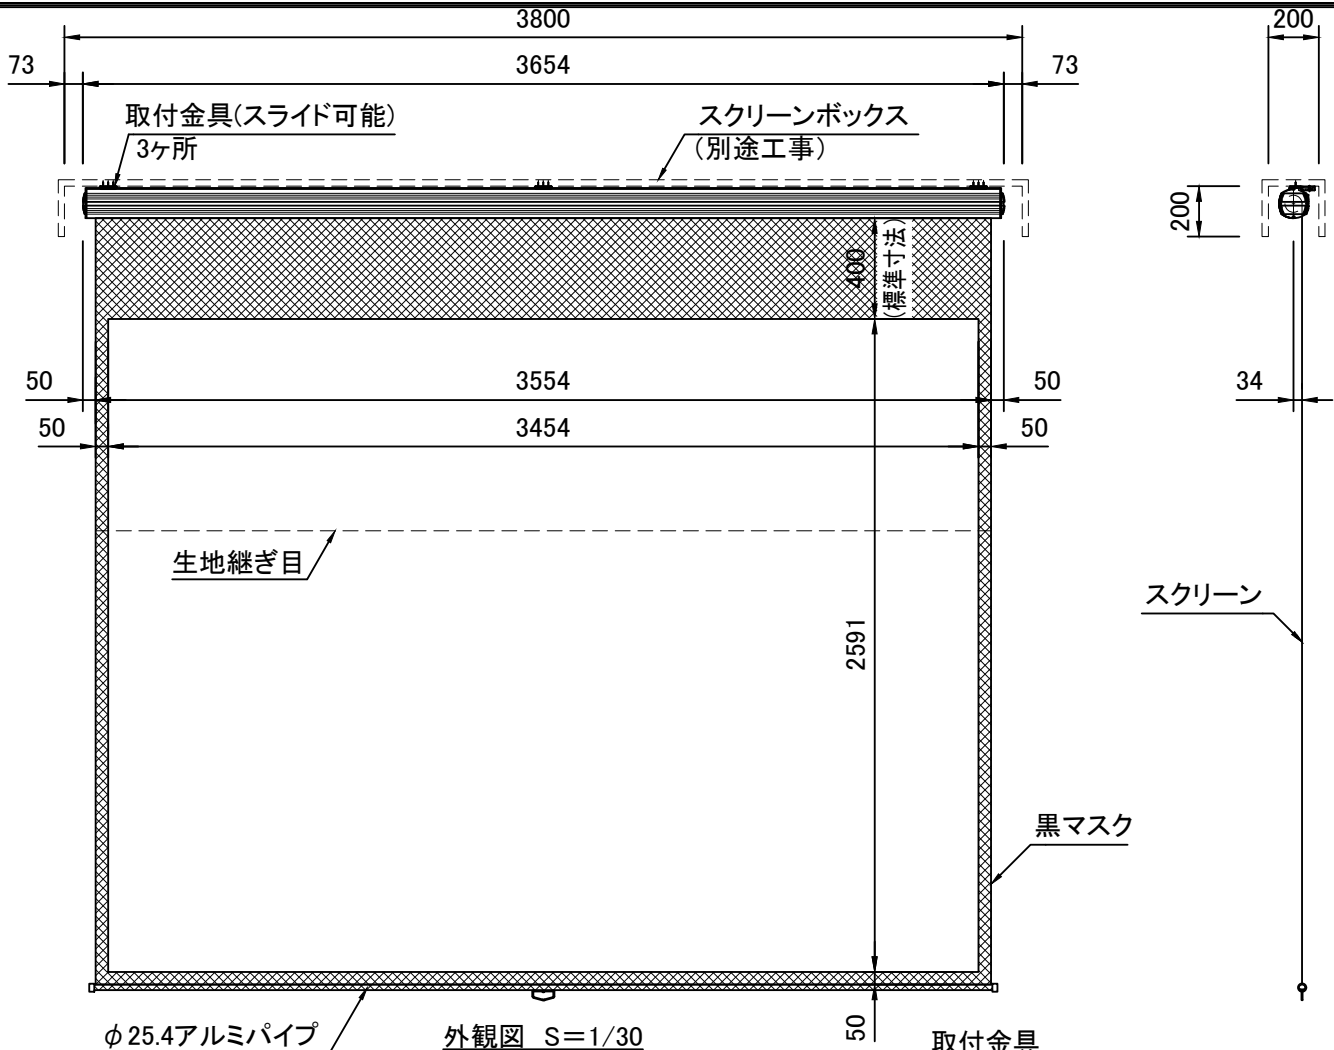 3800
200
73
3654
73
取付金具(スライド可能)
3ヶ所
スクリーンボックス
(別途工事)
200
400
(標準寸法)
50
3554
50
34
50
3454
50
生地継ぎ目
スクリーン
2591
黒マスク
φ25.4アルミパイプ
外観図 S=1/30
50
取付金具